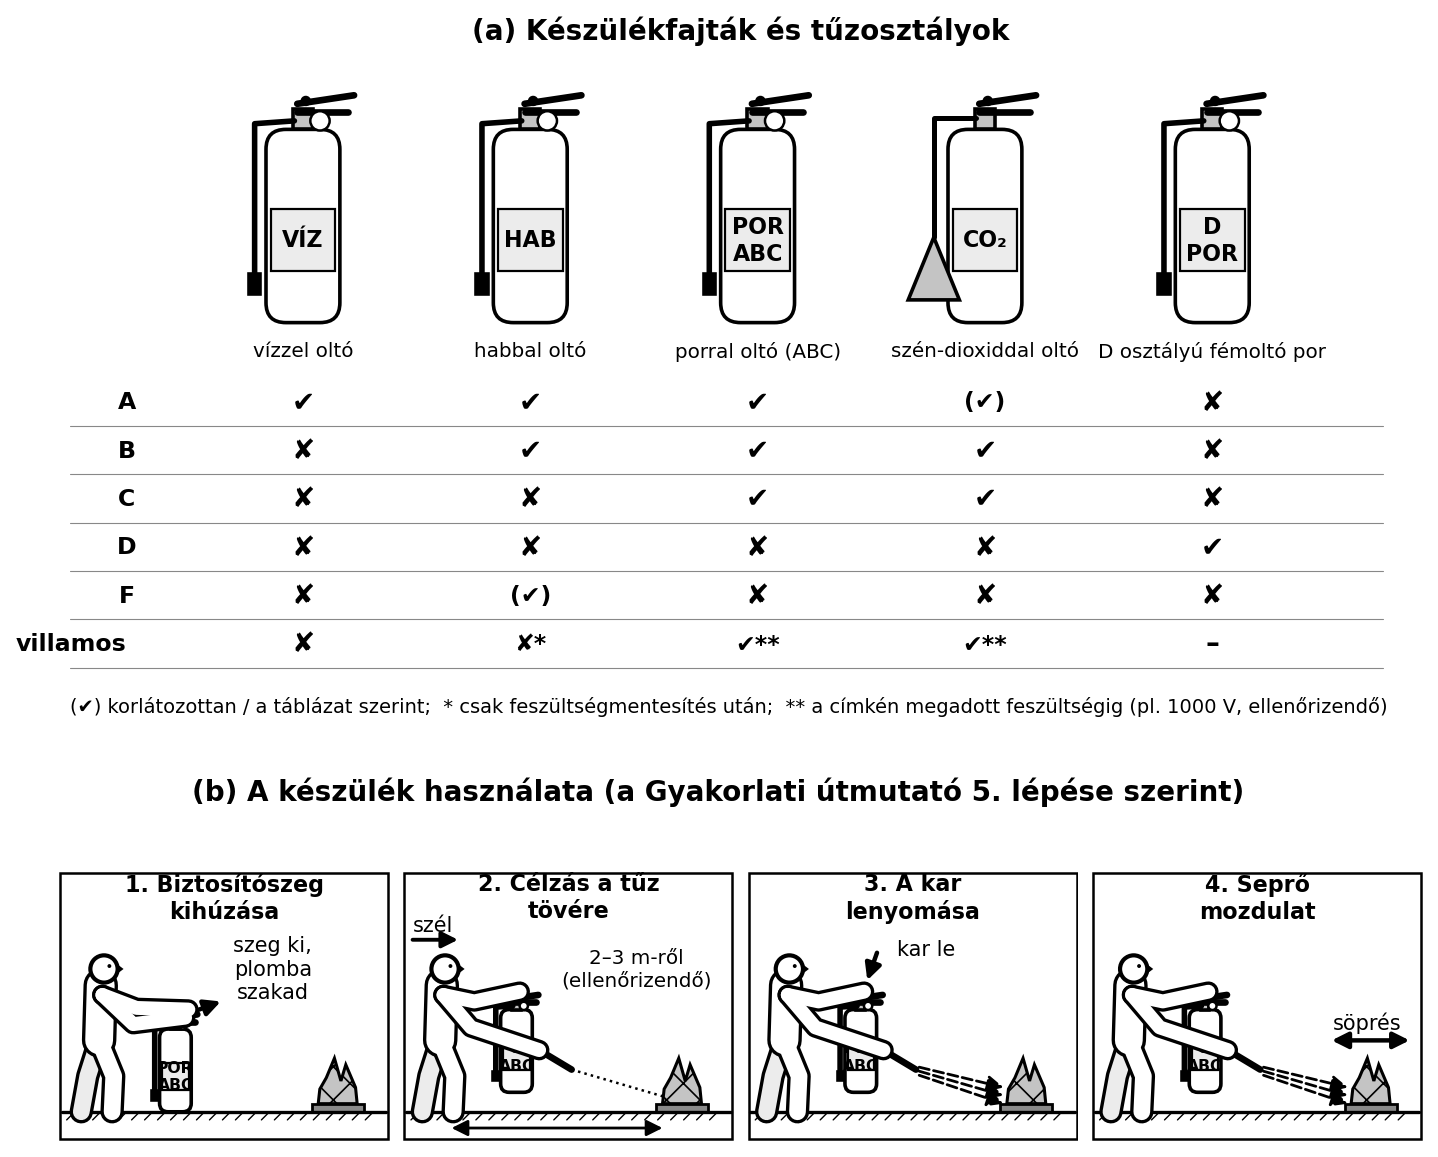 (a) Készülékfajták és tűzosztályok
VÍZ
HAB
POR
ABC
CO₂
D
POR
vízzel oltó habbal oltó porral oltó (ABC) szén-dioxiddal oltó D osztályú fémoltó por
A ✔ ✔ ✔ (✔) ✘
B ✘ ✔ ✔ ✔ ✘
C ✘ ✘ ✔ ✔ ✘
D ✘ ✘ ✘ ✘ ✔
F ✘ (✔) ✘ ✘ ✘
villamos ✘ ✘* ✔** ✔** –
(✔) korlátozottan / a táblázat szerint; * csak feszültségmentesítés után; ** a címkén megadott feszültségig (pl. 1000 V, ellenőrizendő)
(b) A készülék használata (a Gyakorlati útmutató 5. lépése szerint)
1. Biztosítószeg
kihúzása
szeg ki,
plomba
szakad
POR
ABC
2. Célzás a tűz
tövére
szél
2–3 m-ről
(ellenőrizendő)
ABC
3. A kar
lenyomása
kar le
ABC
4. Seprő
mozdulat
söprés
ABC